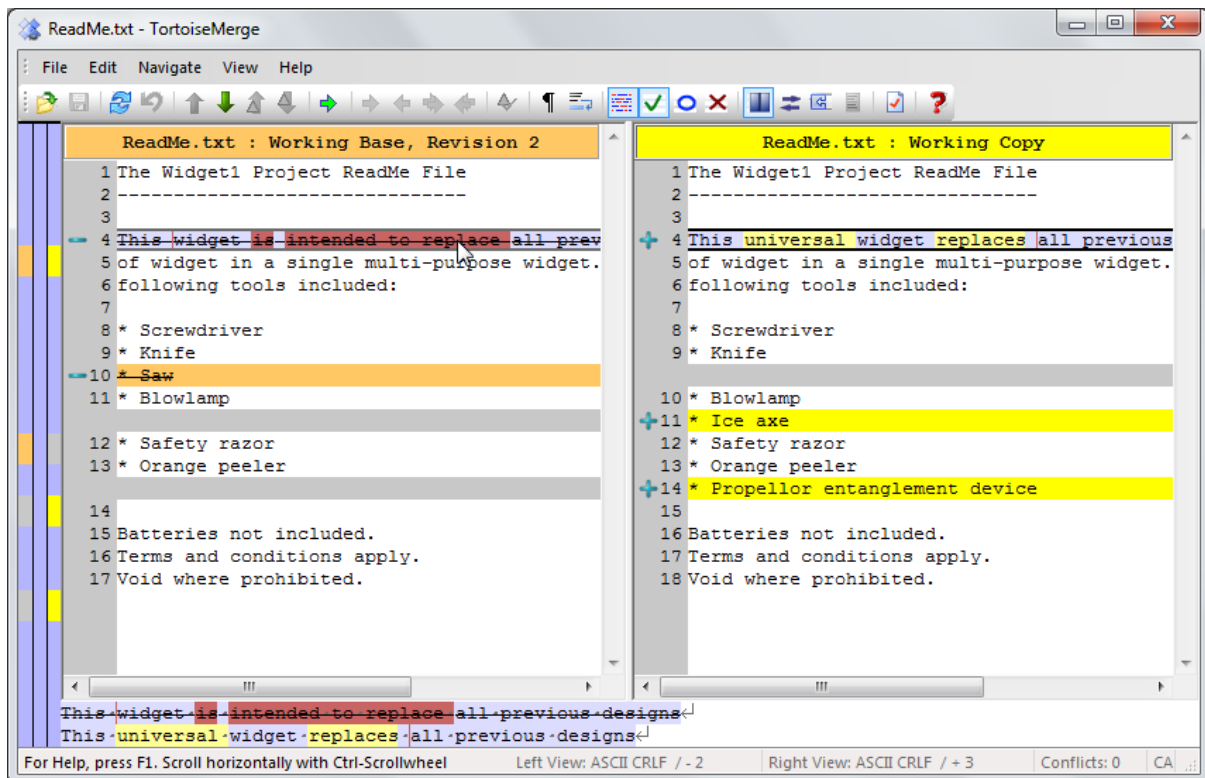 ReadMe.txt - TortoiseMerge
File Edit Navigate View Help
ReadMe.txt : Working Base, Revision 2
1 The Widget1 Project ReadMe File
2 -------------------------------
3
4 This widget is intended to replace all prev
5 of widget in a single multi-purpose widget.
6 following tools included:
7
8 * Screwdriver
9 * Knife
10 * Saw
11 * Blowlamp
12 * Safety razor
13 * Orange peeler
14
15 Batteries not included.
16 Terms and conditions apply.
17 Void where prohibited.
ReadMe.txt : Working Copy
1 The Widget1 Project ReadMe File
2 -------------------------------
3
4 This universal widget replaces all previous
5 of widget in a single multi-purpose widget.
6 following tools included:
7
8 * Screwdriver
9 * Knife
10 * Blowlamp
11 * Ice axe
12 * Safety razor
13 * Orange peeler
14 * Propellor entanglement device
15
16 Batteries not included.
17 Terms and conditions apply.
18 Void where prohibited.
This·widget·is·intended·to·replace·all·previous·designs↵
This·universal·widget·replaces·all·previous·designs↵
For Help, press F1. Scroll horizontally with Ctrl-Scrollwheel Left View: ASCII CRLF / - 2 Right View: ASCII CRLF / + 3 Conflicts: 0 CA